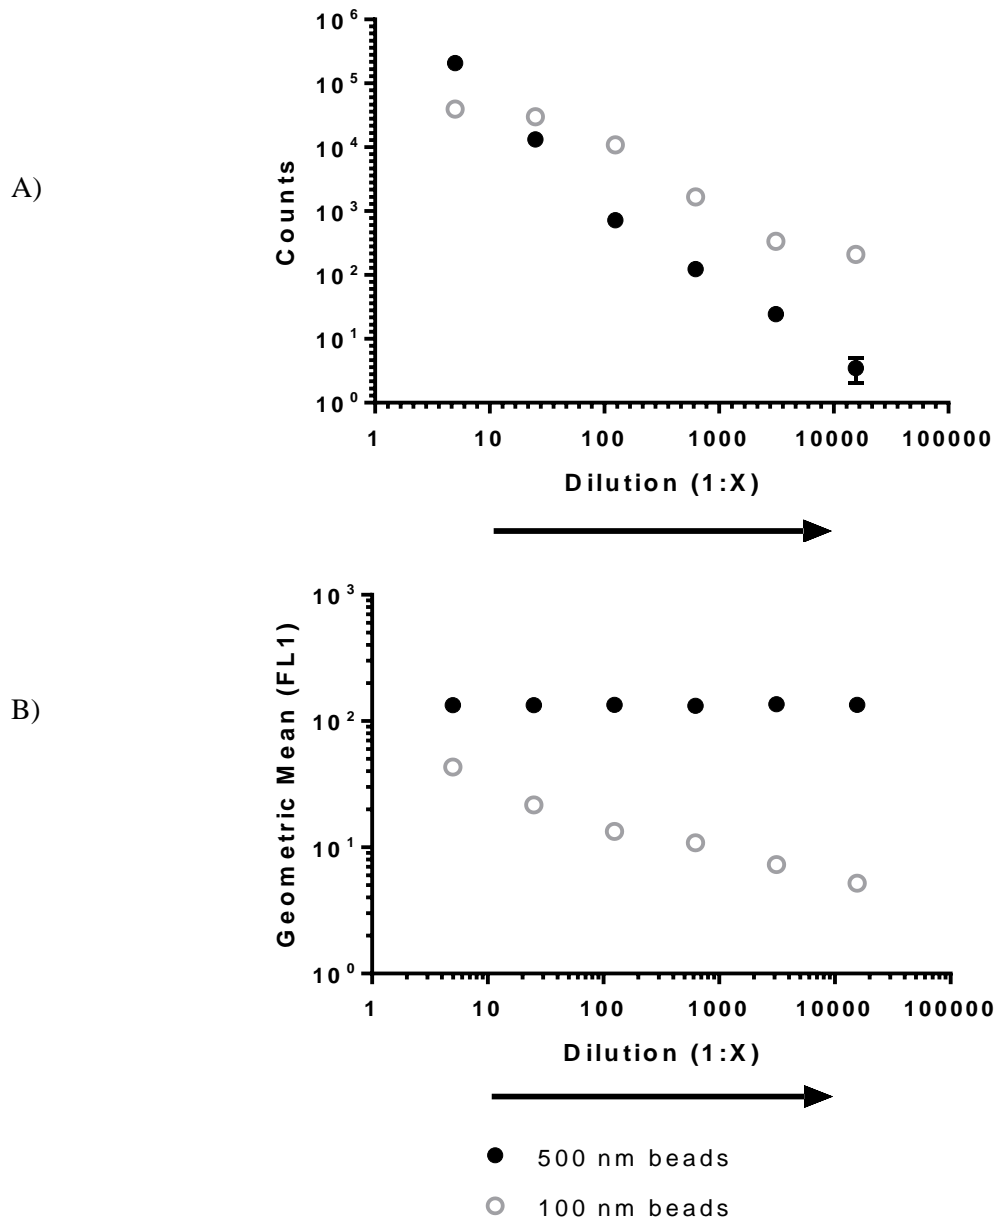 A)
Counts
10^6
10^5
10^4
10^3
10^2
10^1
10^0
1 10 100 1000 10000 100000
Dilution (1:X)
B)
Geometric Mean (FL1)
10^3
10^2
10^1
10^0
1 10 100 1000 10000 100000
Dilution (1:X)
500 nm beads
100 nm beads